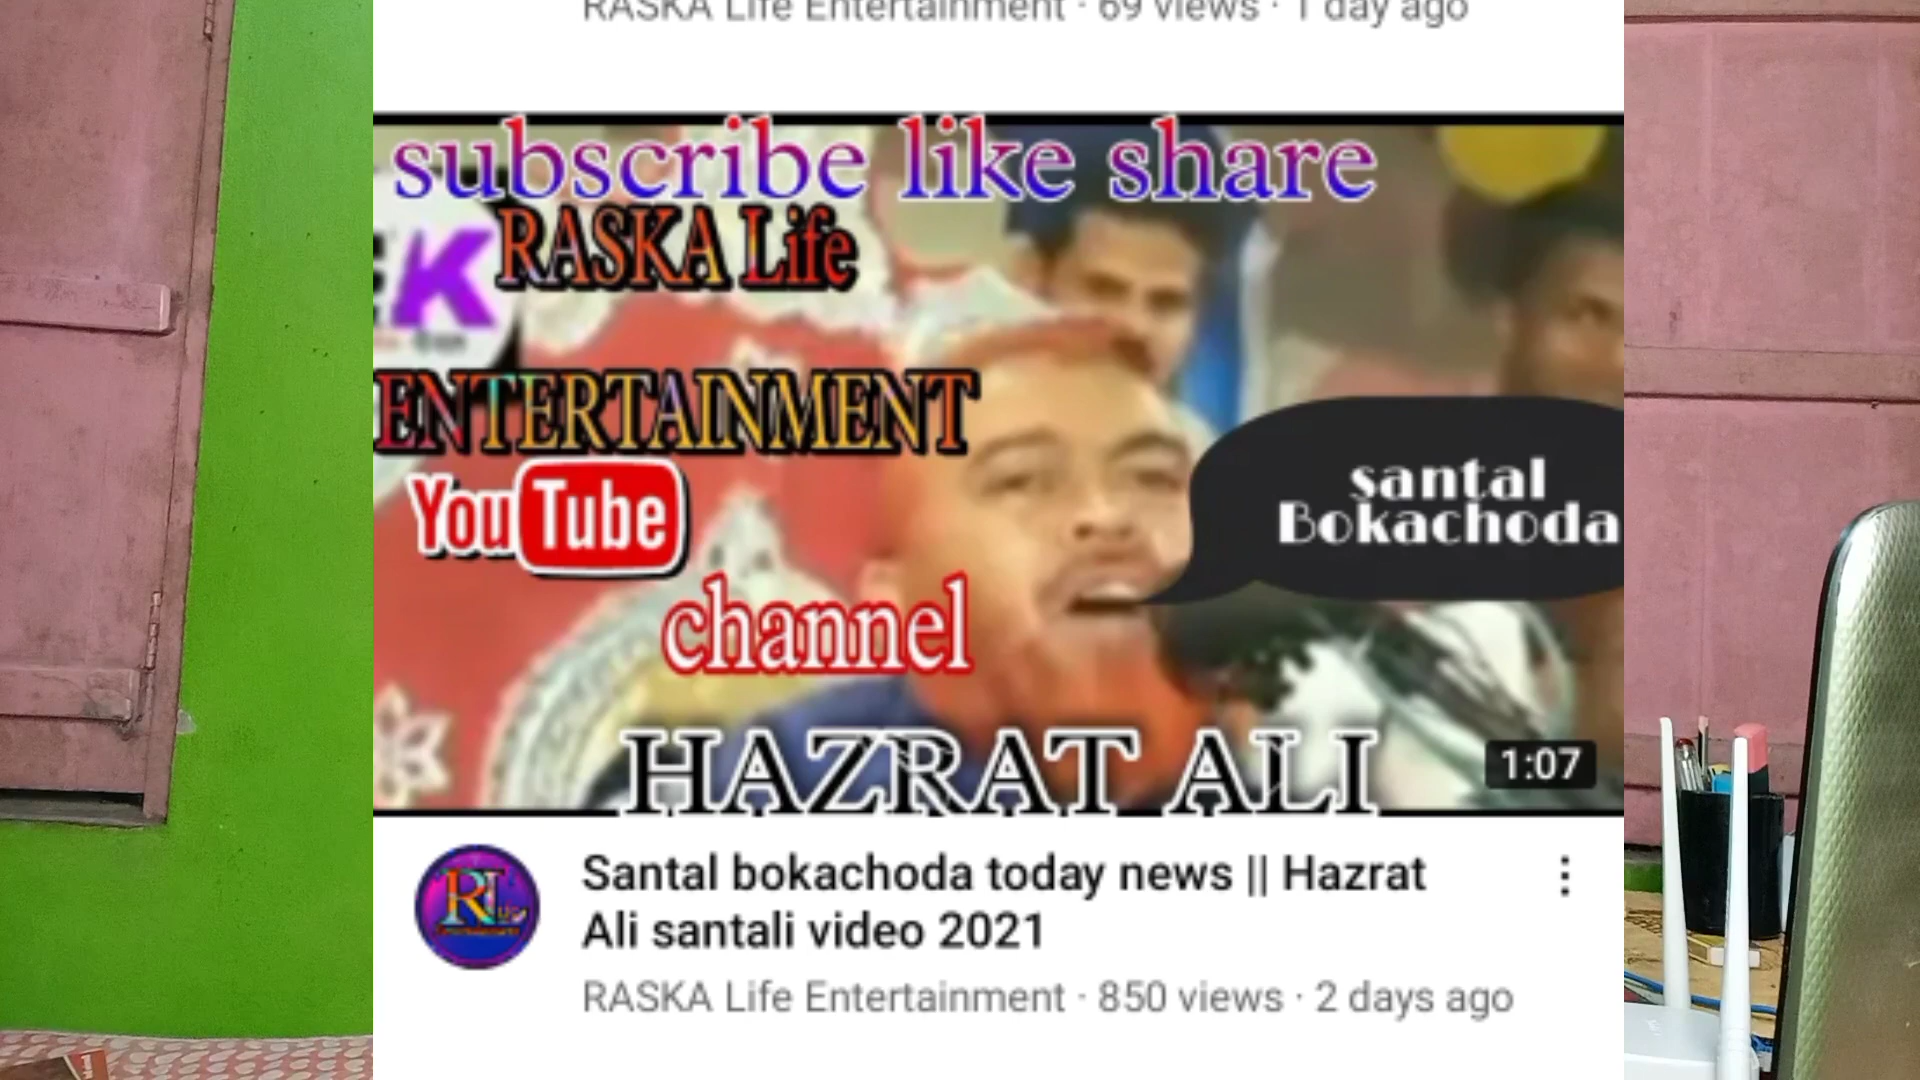 RASKA Life Entertainment · 69 views · 1 day ago
subscribe like share
RASKA Life
EK
ENTERTAINMENT
YouTube
channel
santal
Bokachoda
HAZRAT ALI
1:07
Santal bokachoda today news || Hazrat
Ali santali video 2021
RASKA Life Entertainment · 850 views · 2 days ago